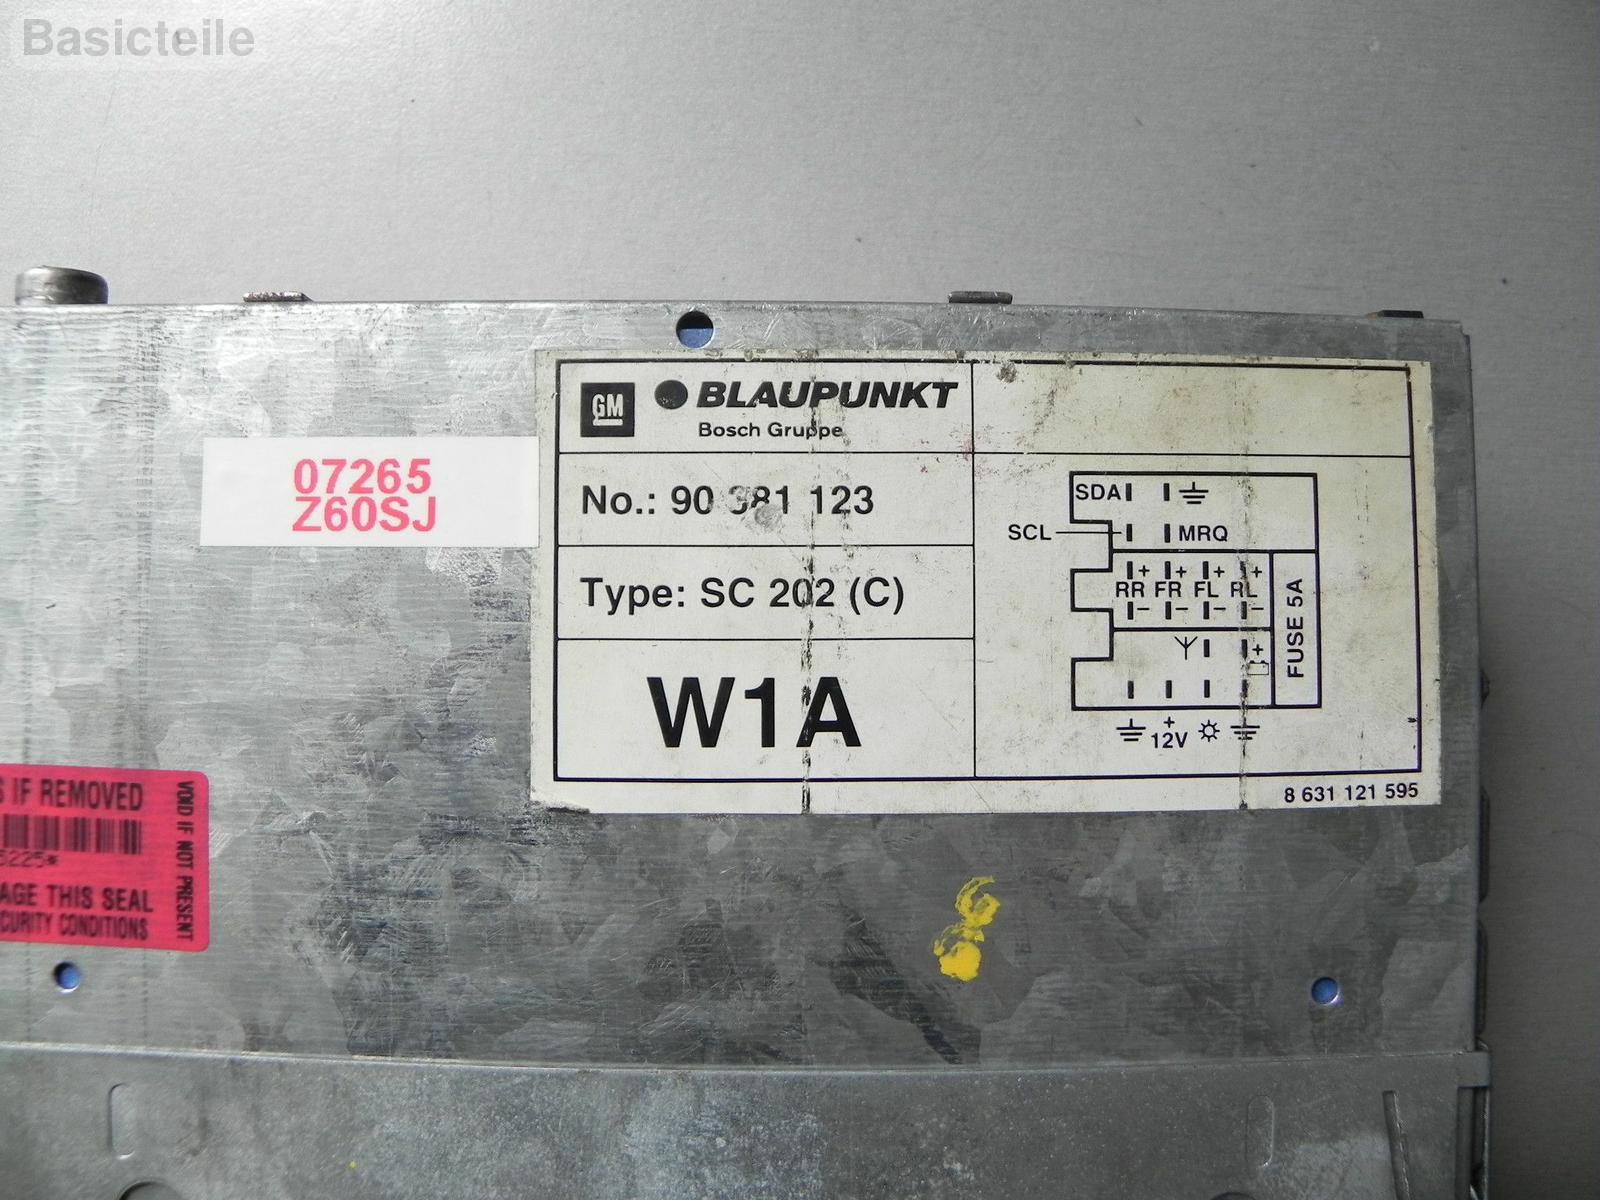 Basicteile
GM BLAUPUNKT
Bosch Gruppe
07265
Z60SJ
No.: 90 381 123
Type: SC 202 (C)
W1A
SDA
SCL MRQ
+ + + +
RR FR FL RL
- - - -
FUSE 5A
+
+
12V
8 631 121 595
IF REMOVED
5225*
THIS SEAL
CONDITIONS
VOID IF NOT PRESENT